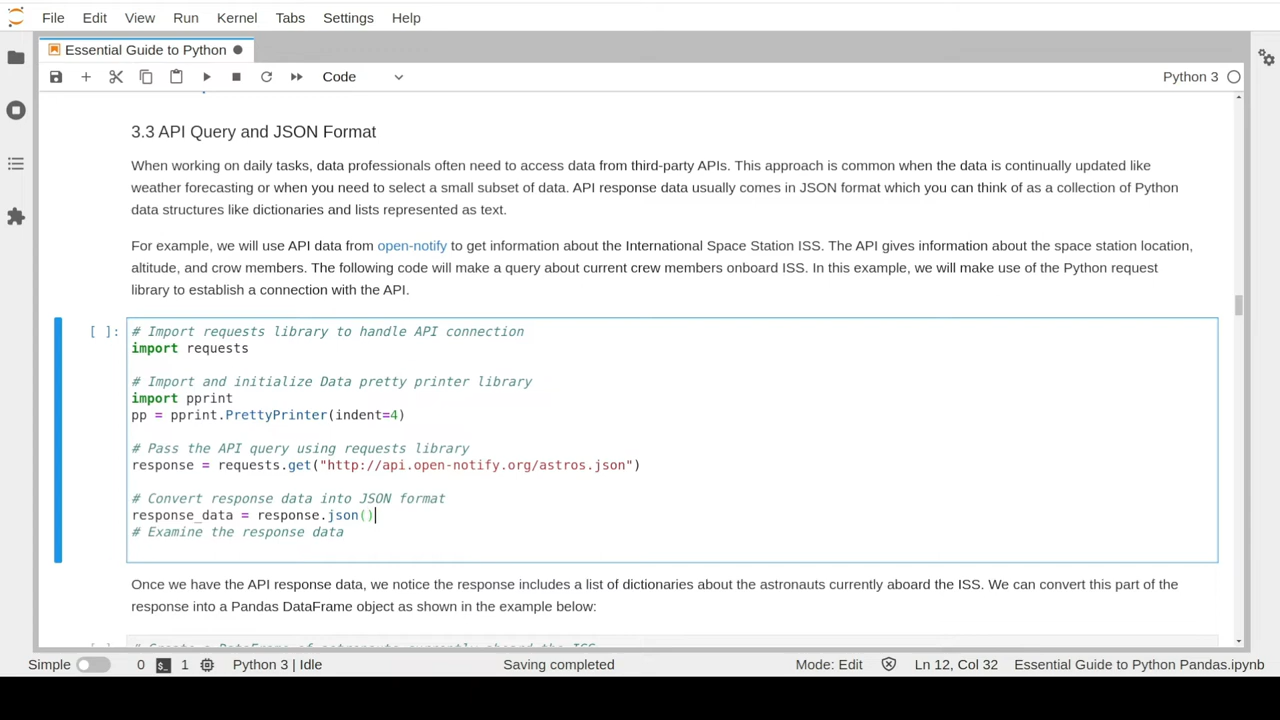 File Edit View Run Kernel Tabs Settings Help
Essential Guide to Python
Code
Python 3
3.3 API Query and JSON Format
When working on daily tasks, data professionals often need to access data from third-party APIs. This approach is common when the data is continually updated like
weather forecasting or when you need to select a small subset of data. API response data usually comes in JSON format which you can think of as a collection of Python
data structures like dictionaries and lists represented as text.
For example, we will use API data from open-notify to get information about the International Space Station ISS. The API gives information about the space station location,
altitude, and crow members. The following code will make a query about current crew members onboard ISS. In this example, we will make use of the Python request
library to establish a connection with the API.
[ ]:
# Import requests library to handle API connection
import requests
# Import and initialize Data pretty printer library
import pprint
pp = pprint.PrettyPrinter(indent=4)
# Pass the API query using requests library
response = requests.get("http://api.open-notify.org/astros.json")
# Convert response data into JSON format
response_data = response.json()
# Examine the response data
Once we have the API response data, we notice the response includes a list of dictionaries about the astronauts currently aboard the ISS. We can convert this part of the
response into a Pandas DataFrame object as shown in the example below:
# Create a DataFrame of astronauts currently aboard the ISS
Simple 0 1 Python 3 | Idle Saving completed Mode: Edit Ln 12, Col 32 Essential Guide to Python Pandas.ipynb